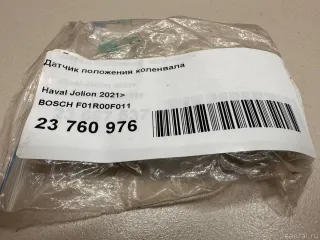 Датчик положения коленвала
Haval Jolion 2021>
BOSCH F01R00F011
23 760 976